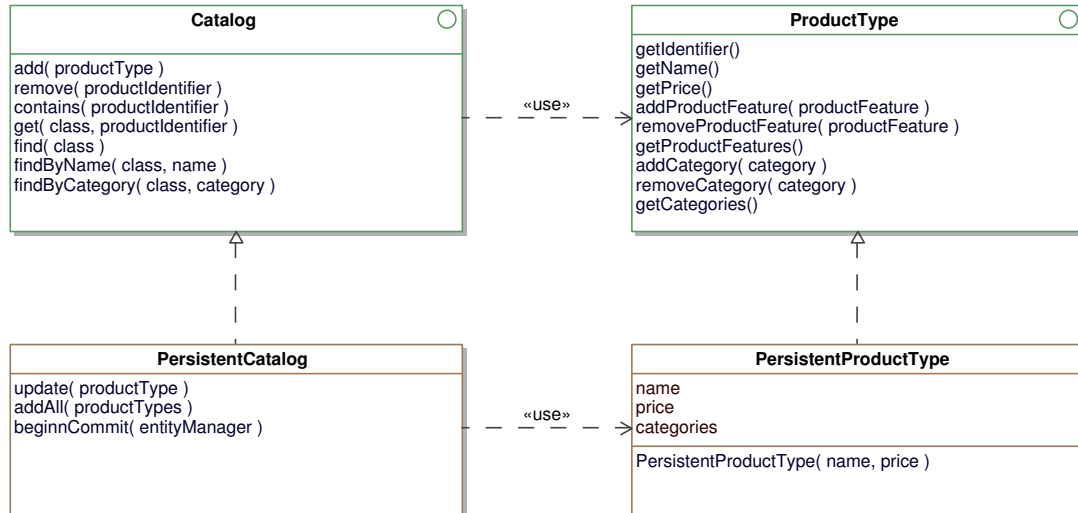 Catalog
add( productType )
remove( productIdentifier )
contains( productIdentifier )
get( class, productIdentifier )
find( class )
findByName( class, name )
findByCategory( class, category )
«use»
ProductType
getIdentifier()
getName()
getPrice()
addProductFeature( productFeature )
removeProductFeature( productFeature )
getProductFeatures()
addCategory( category )
removeCategory( category )
getCategories()
PersistentCatalog
update( productType )
addAll( productTypes )
beginnCommit( entityManager )
«use»
PersistentProductType
name
price
categories
PersistentProductType( name, price )